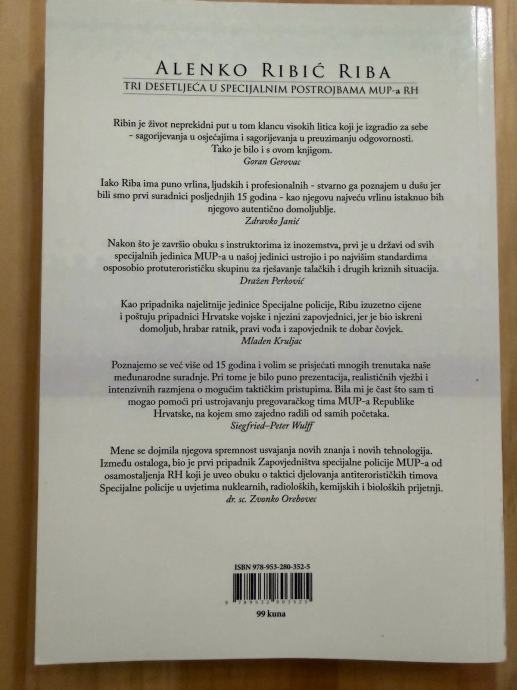 ALENKO RIBIĆ RIBA
TRI DESETLJEĆA U SPECIJALNIM POSTROJBAMA MUP-a RH
Ribin je život neprekidni put u tom klancu visokih litica koji je izgradio za sebe
- sagorijevanja u osjećajima i sagorijevanja u preuzimanju odgovornosti.
Tako je bilo i s ovom knjigom.
Goran Gerovac
Iako Riba ima puno vrlina, ljudskih i profesionalnih - stvarno ga poznajem u dušu jer
bili smo prvi suradnici posljednjih 15 godina - kao njegovu najveću vrlinu istaknuo bih
njegovo autentično domoljublje.
Zdravko Janić
Nakon što je završio obuku s instruktorima iz inozemstva, prvi je u državi od svih
specijalnih jedinica MUP-a u našoj jedinici ustrojio i po najvišim standardima
osposobio protuterorističku skupinu za rješavanje talačkih i drugih kriznih situacija.
Dražen Perković
Kao pripadnika najelitnije jedinice Specijalne policije, Ribu izuzetno cijene
i poštuju pripadnici Hrvatske vojske i njezini zapovjednici, jer je bio iskreni
domoljub, hrabar ratnik, pravi vođa i zapovjednik te dobar čovjek.
Mladen Kruljac
Poznajemo se već više od 15 godina i volim se prisjećati mnogih trenutaka naše
međunarodne suradnje. Pri tome je bilo puno prezentacija, realističnih vježbi i
intenzivnih razmjena o mogućim taktičkim pristupima. Bila mi je čast što sam ti
mogao pomoći pri ustrojavanju pregovaračkog tima MUP-a Republike
Hrvatske, na kojem smo zajedno radili od samih početaka.
Siegfried–Peter Wulff
Mene se dojmila njegova spremnost usvajanja novih znanja i novih tehnologija.
Između ostaloga, bio je prvi pripadnik Zapovjedništva specijalne policije MUP-a od
osamostaljenja RH koji je uveo obuku o taktici djelovanja antiterorističkih timova
Specijalne policije u uvjetima nuklearnih, radioloških, kemijskih i bioloških prijetnji.
dr. sc. Zvonko Orehovec
ISBN 978-953-280-352-5
9 789532 803525
99 kuna